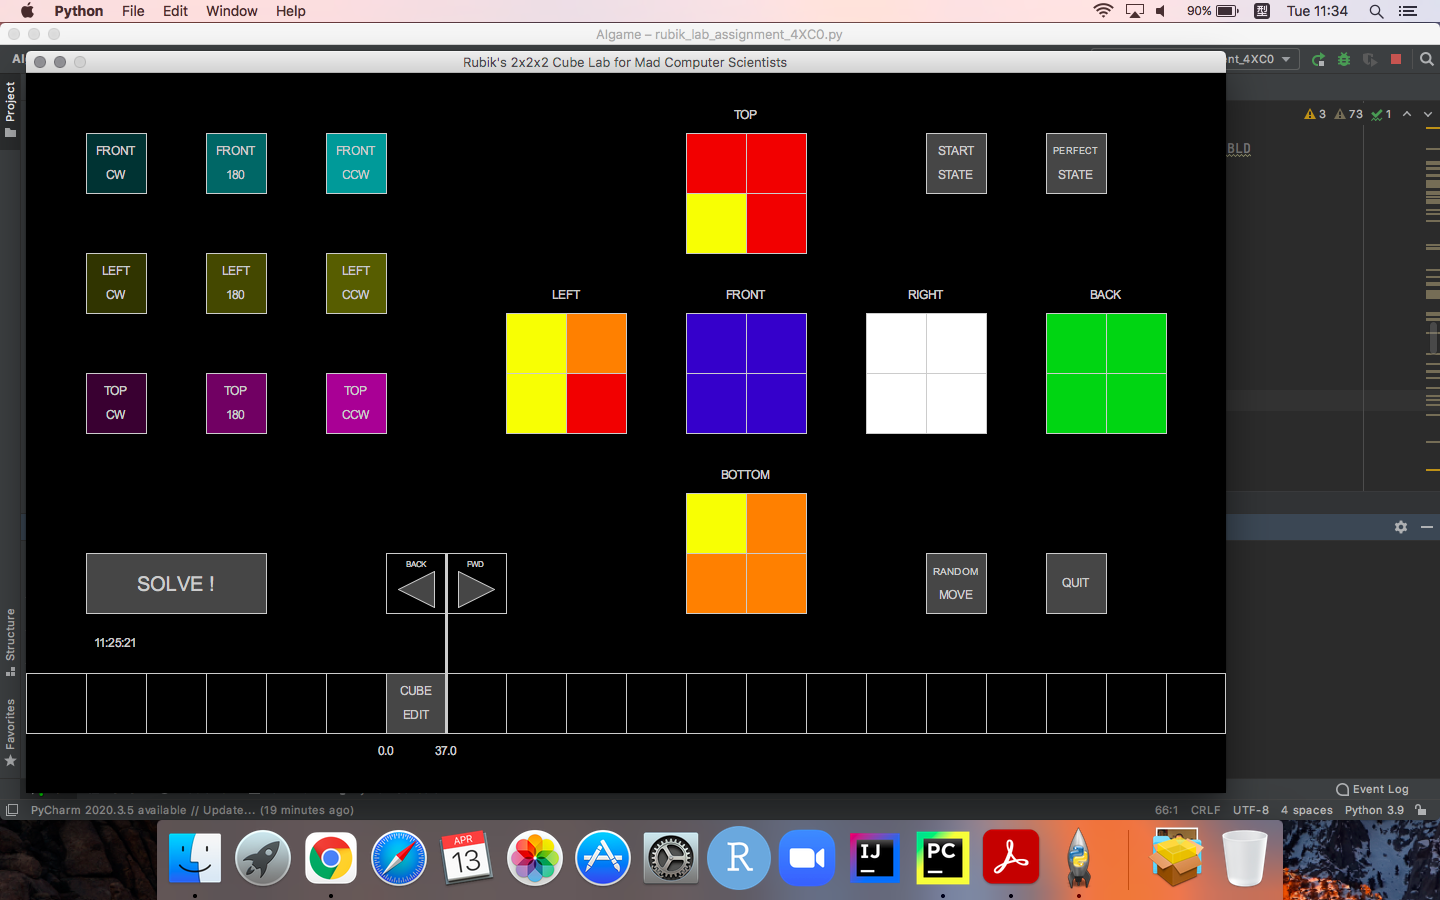 Python File Edit Window Help
90% Tue 11:34
AIgame – rubik_lab_assignment_4XC0.py
AI
nt_4XC0
Rubik's 2x2x2 Cube Lab for Mad Computer Scientists
Project
3 73 1
BLD
TOP
FRONT
CW
FRONT
180
FRONT
CCW
START
STATE
PERFECT
STATE
LEFT
CW
LEFT
180
LEFT
CCW
LEFT
FRONT
RIGHT
BACK
TOP
CW
TOP
180
TOP
CCW
BOTTOM
SOLVE !
BACK
FWD
RANDOM
MOVE
QUIT
11:25:21
CUBE
EDIT
0.0
37.0
Structure
Favorites
Event Log
PyCharm 2020.3.5 available // Update... (19 minutes ago)
66:1 CRLF UTF-8 4 spaces Python 3.9
APR
13
R
IJ
PC